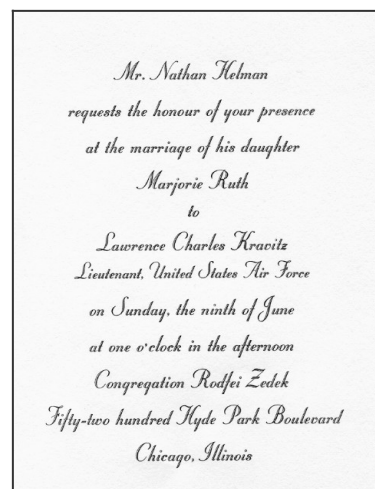 Mr. Nathan Helman
requests the honour of your presence
at the marriage of his daughter
Marjorie Ruth
to
Lawrence Charles Kravitz
Lieutenant, United States Air Force
on Sunday, the ninth of June
at one o'clock in the afternoon
Congregation Rodfei Zedek
Fifty-two hundred Hyde Park Boulevard
Chicago, Illinois